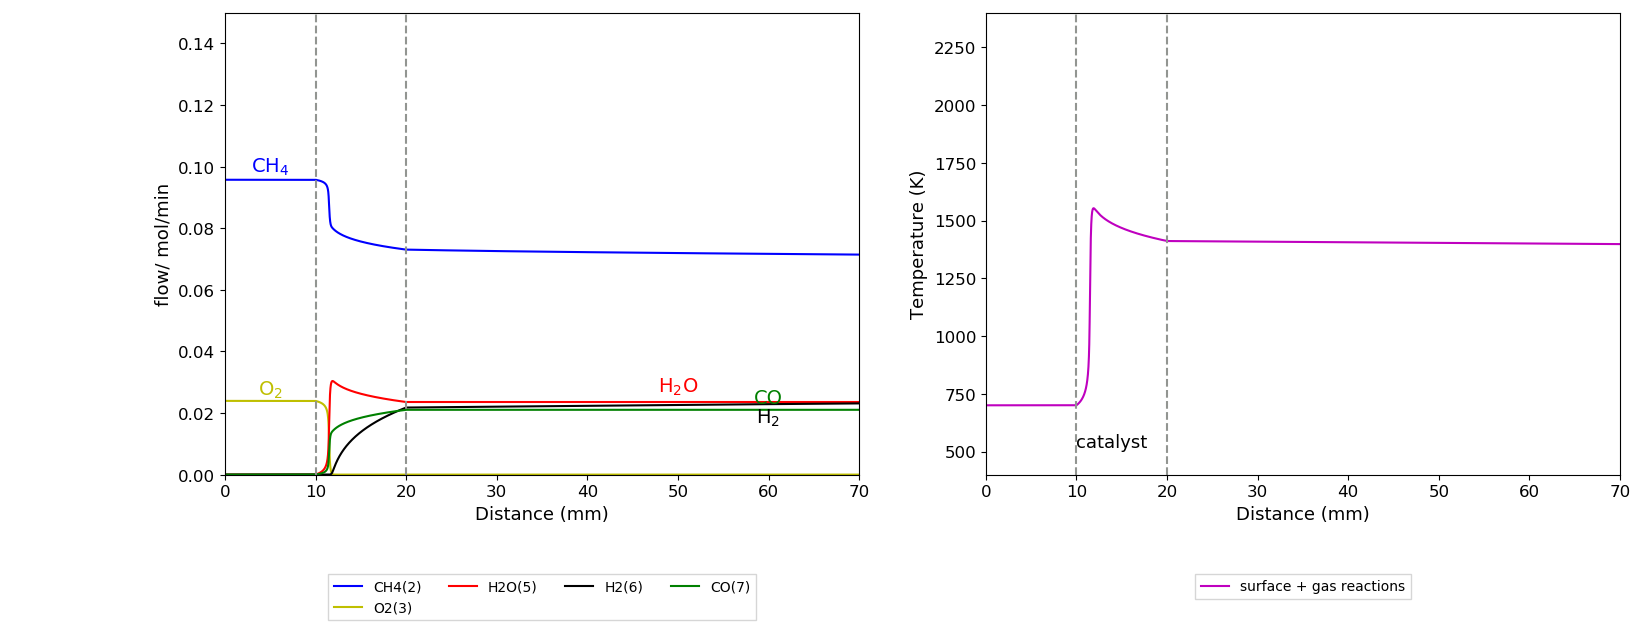 0.14
0.12
0.10
0.08
0.06
0.04
0.02
0.00
flow/ mol/min
CH₄
O₂
H₂O
CO
H₂
0 10 20 30 40 50 60 70
Distance (mm)
CH4(2) H2O(5) H2(6) CO(7)
O2(3)
2250
2000
1750
1500
1250
1000
750
500
Temperature (K)
catalyst
0 10 20 30 40 50 60 70
Distance (mm)
surface + gas reactions